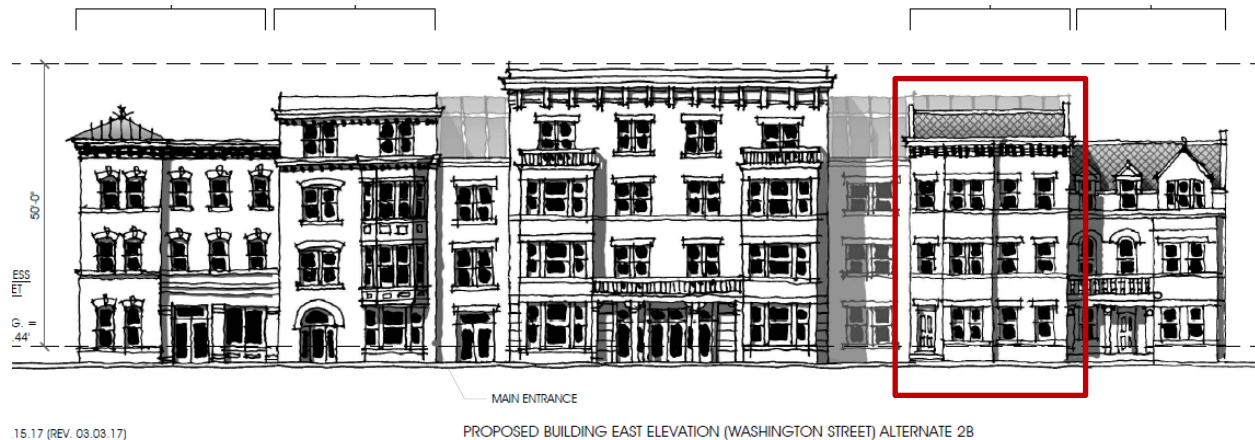 50'-0"
ESS
ET
G. =
.44'
MAIN ENTRANCE
.15.17 (REV. 03.03.17)
PROPOSED BUILDING EAST ELEVATION (WASHINGTON STREET) ALTERNATE 2B